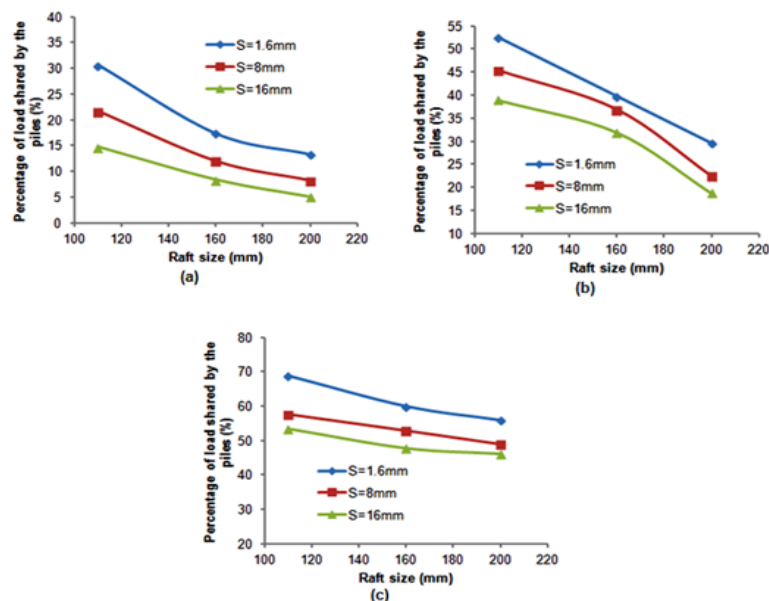 Percentage of load shared by the
piles (%)
40
35
30
25
20
15
10
5
0
S=1.6mm
S=8mm
S=16mm
100 120 140 160 180 200 220
Raft size (mm)
(a)
Percentage of load shared by the
piles (%)
55
50
45
40
35
30
25
20
15
10
S=1.6mm
S=8mm
S=16mm
100 120 140 160 180 200 220
Raft size (mm)
(b)
Percentage of load shared by the
piles (%)
80
70
60
50
40
30
20
S=1.6mm
S=8mm
S=16mm
100 120 140 160 180 200 220
Raft size (mm)
(c)